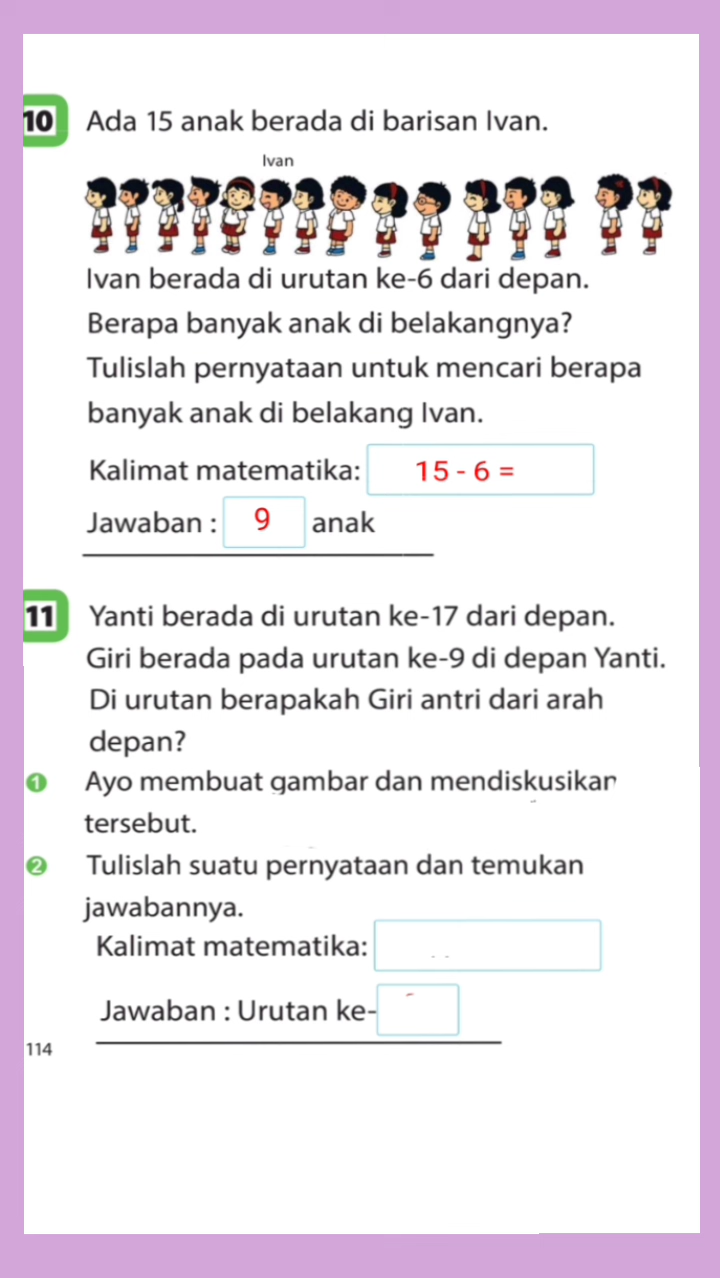 10 Ada 15 anak berada di barisan Ivan.
Ivan
Ivan berada di urutan ke-6 dari depan.
Berapa banyak anak di belakangnya?
Tulislah pernyataan untuk mencari berapa
banyak anak di belakang Ivan.
Kalimat matematika: 15 - 6 =
Jawaban : 9 anak
11 Yanti berada di urutan ke-17 dari depan.
Giri berada pada urutan ke-9 di depan Yanti.
Di urutan berapakah Giri antri dari arah
depan?
1 Ayo membuat gambar dan mendiskusikan
tersebut.
2 Tulislah suatu pernyataan dan temukan
jawabannya.
Kalimat matematika:
Jawaban : Urutan ke-
114